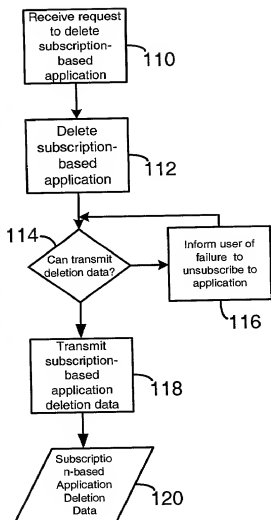 Receive request
to delete
subscription-
based
application
110
Delete
subscription-
based
application
112
114
Can transmit
deletion data?
Inform user of
failure to
unsubscribe to
application
116
Transmit
subscription-
based
application
deletion data
118
Subscriptio
n-based
Application
Deletion
Data
120